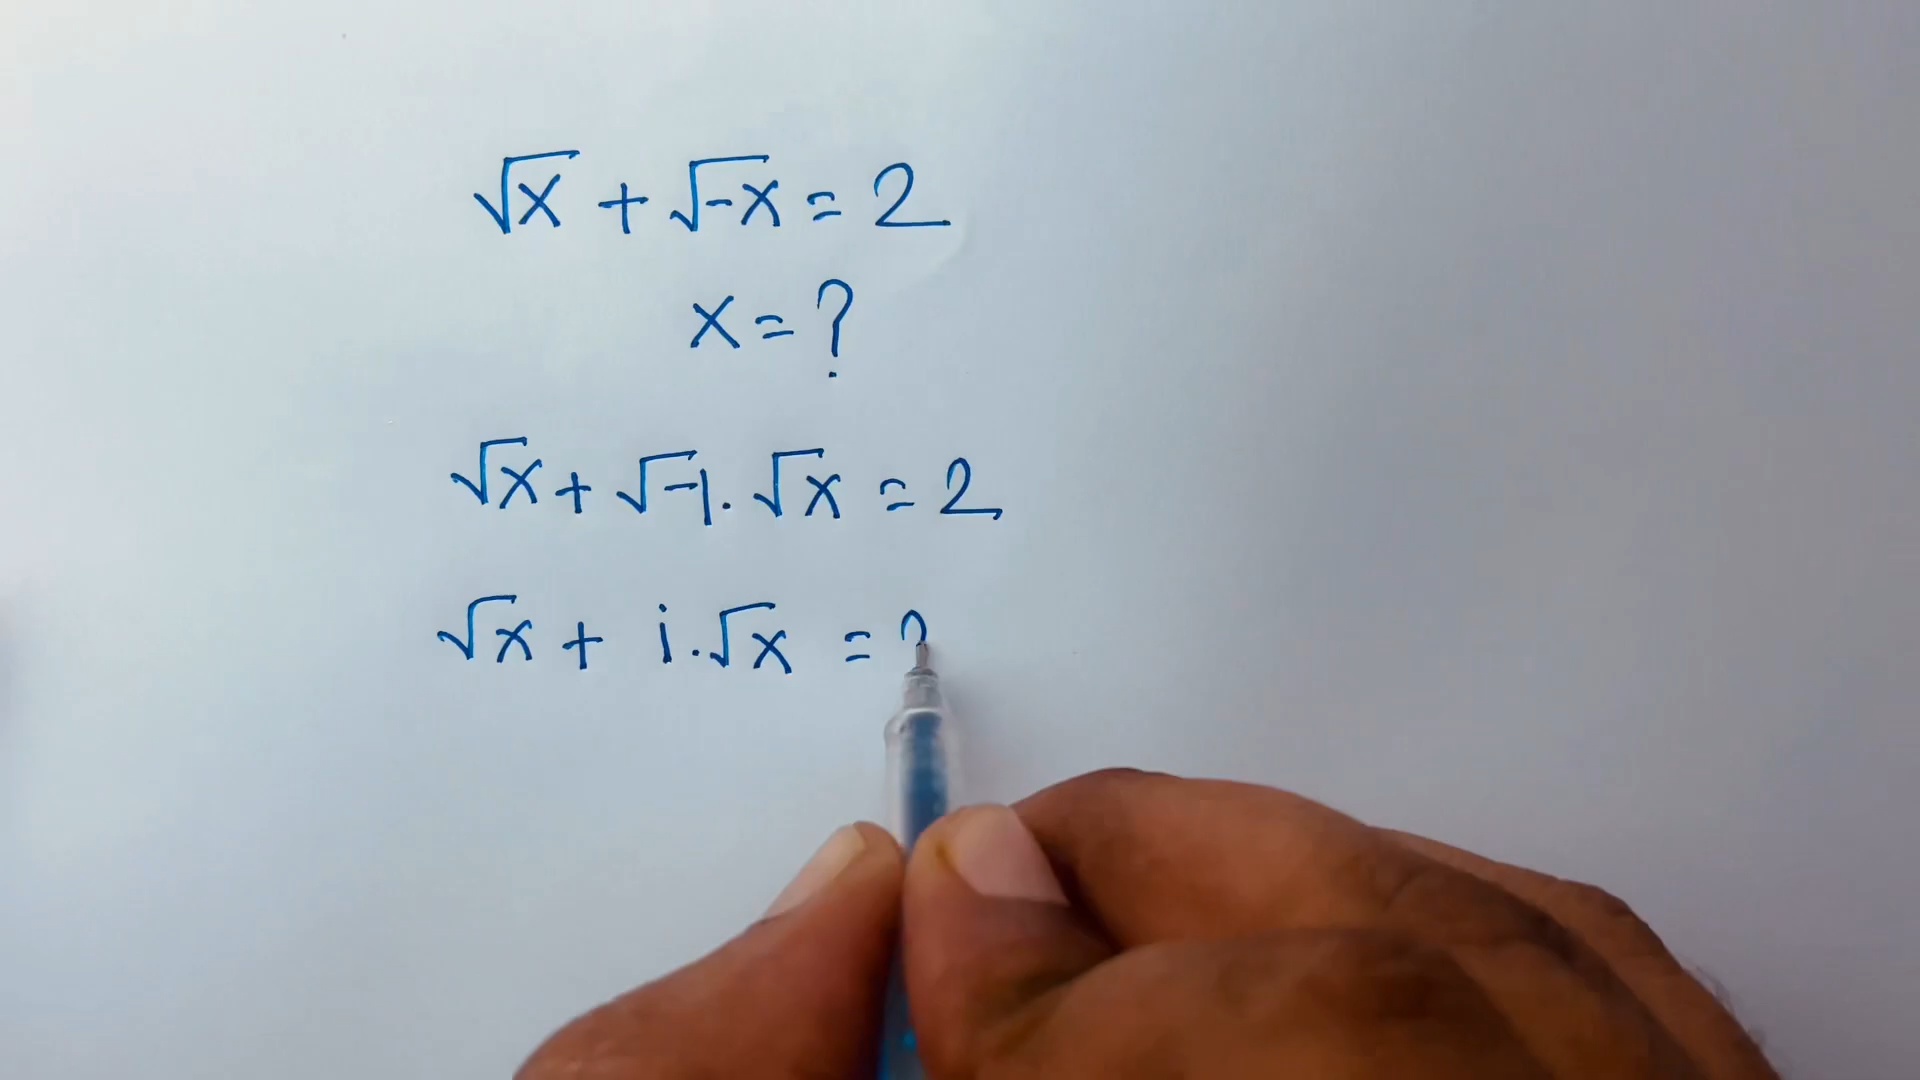 √x + √-x = 2
x = ?
√x + √-1 . √x = 2
√x + i . √x =